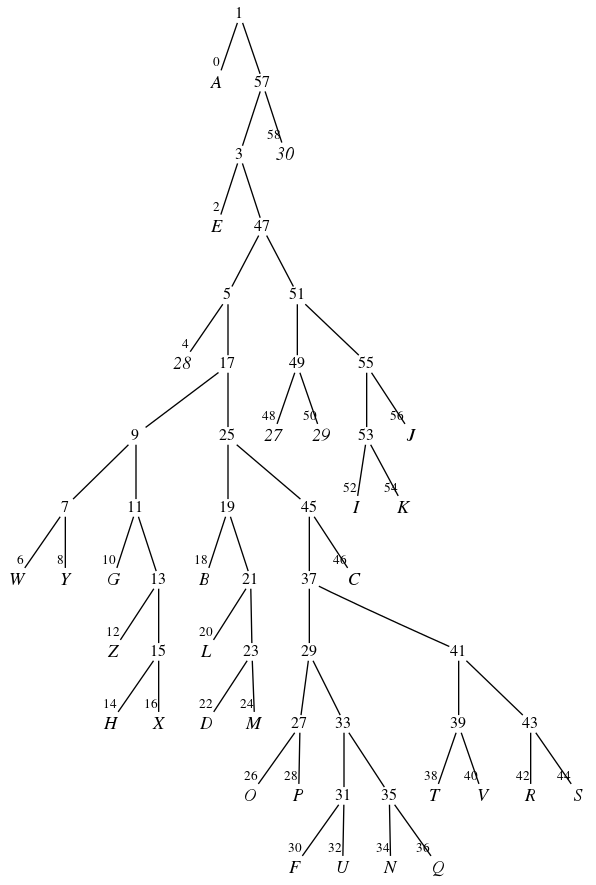 1
0
A 57
58
3 30
2
E 47
5 51
4
28 17 49 55
48 50 56
9 25 27 29 53 J
52 54
7 11 19 45 I K
6 8 10 18 46
W Y G 13 B 21 37 C
12 20
Z 15 L 23 29 41
14 16 22 24
H X D M 27 33 39 43
26 28 38 40 42 44
O P 31 35 T V R S
30 32 34 36
F U N Q